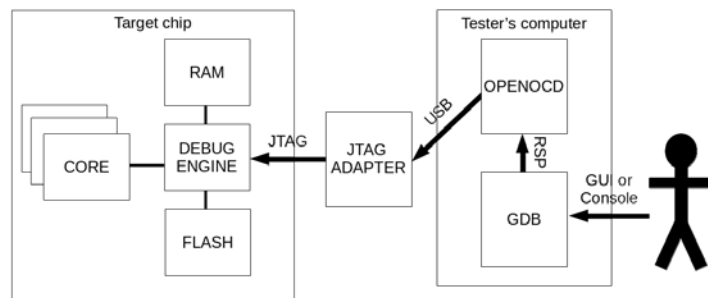 Target chip
Tester's computer
RAM
OPENOCD
USB
CORE
DEBUG
ENGINE
JTAG
JTAG
ADAPTER
RSP
GUI or
Console
GDB
FLASH